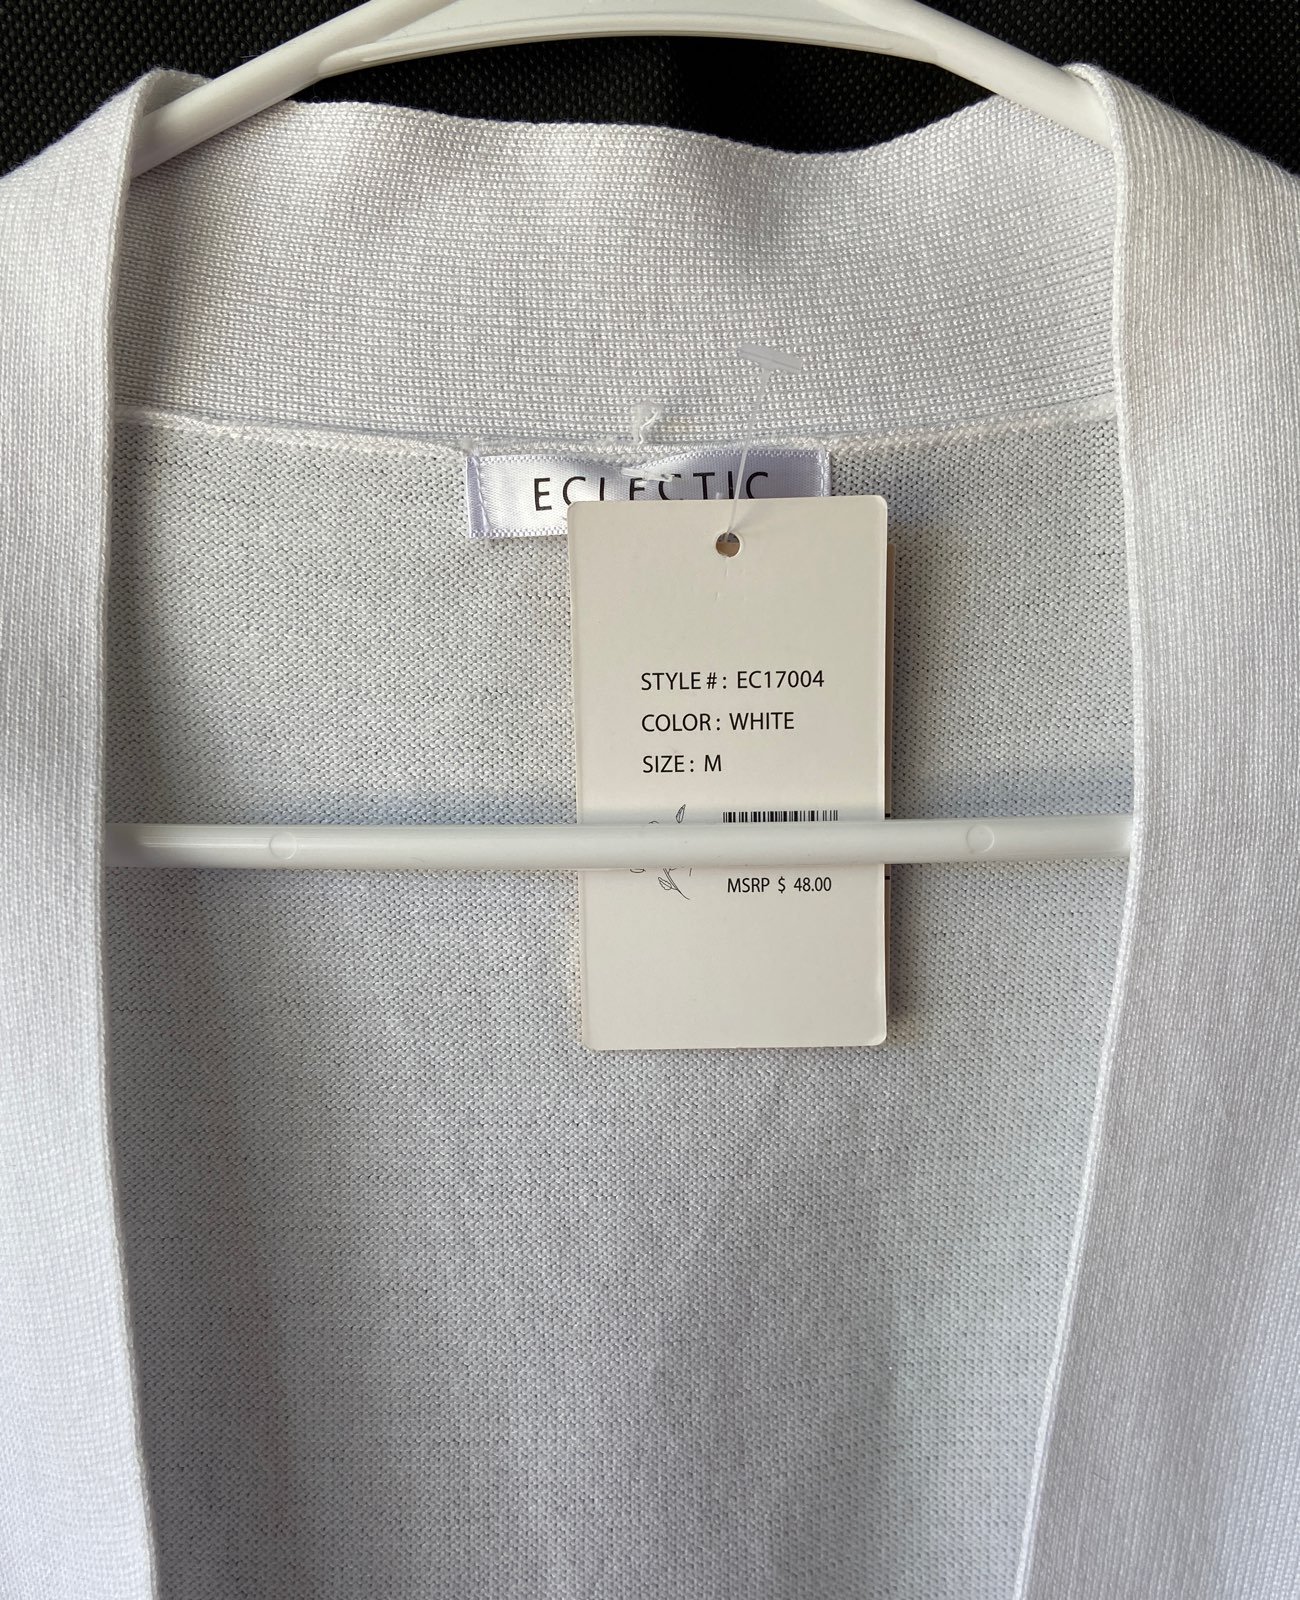 ECLECTIC
STYLE #: EC17004
COLOR: WHITE
SIZE: M
MSRP $ 48.00